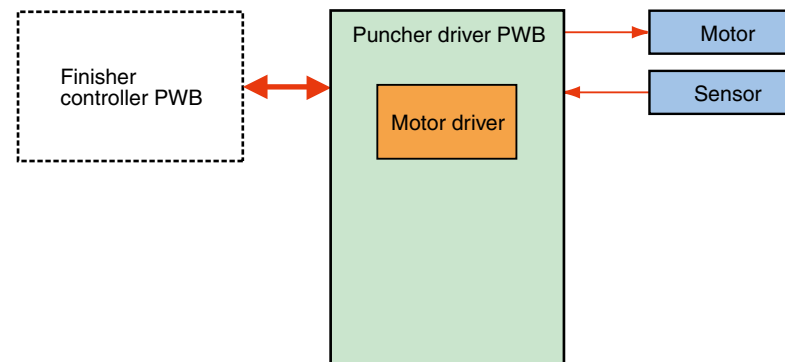 Finisher
controller PWB
Puncher driver PWB
Motor driver
Motor
Sensor